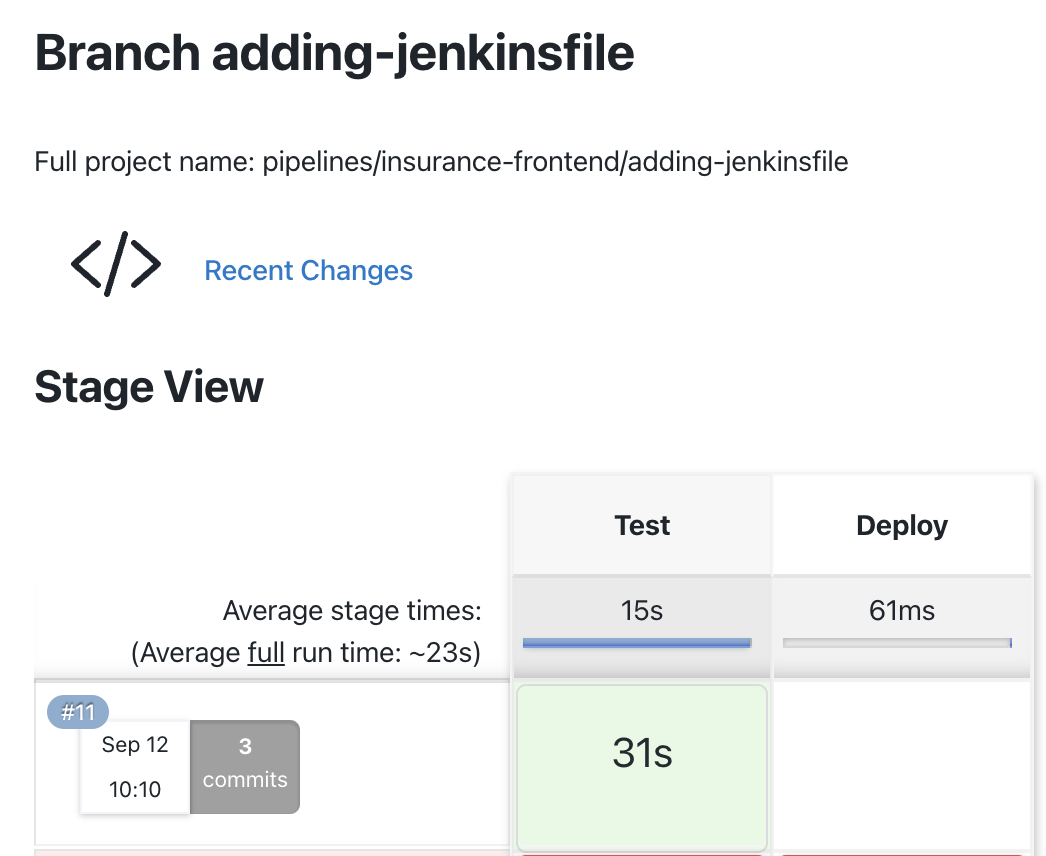 Branch adding-jenkinsfile
Full project name: pipelines/insurance-frontend/adding-jenkinsfile
</> Recent Changes
Stage View
Test Deploy
Average stage times: 15s 61ms
(Average full run time: ~23s)
#11
Sep 12 3
10:10 commits
31s